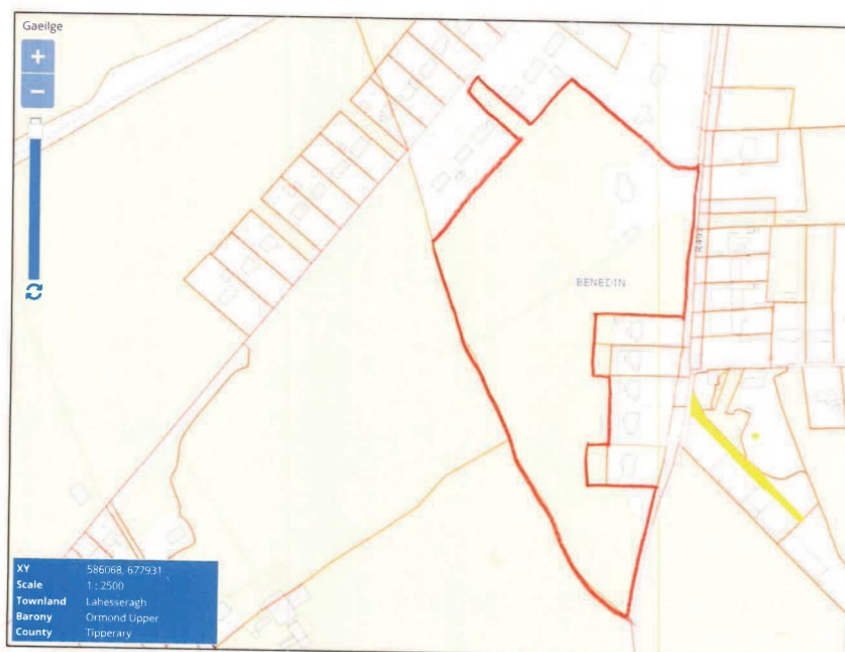 Gaeilge
+
−
BENEDIN
XY 586068, 677931
Scale 1 : 2500
Townland Lahesseragh
Barony Ormond Upper
County Tipperary